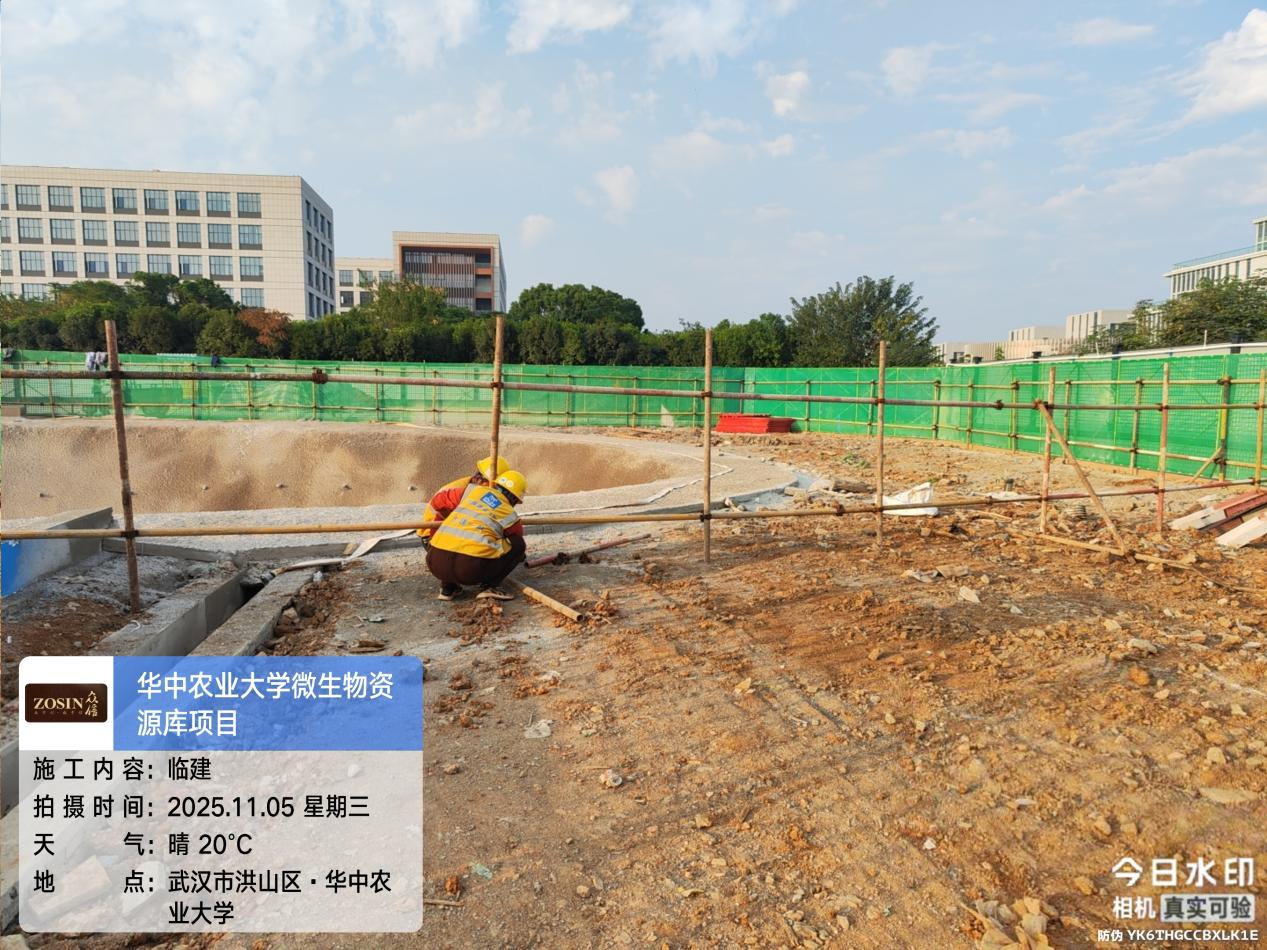 华中农业大学微生物资
源库项目
ZOSIN 众信
施工内容：临建
拍摄时间：2025.11.05 星期三
天气：晴 20°C
地点：武汉市洪山区·华中农
业大学
今日水印
相机 真实可验
防伪 YK6THGCCBXLK1E